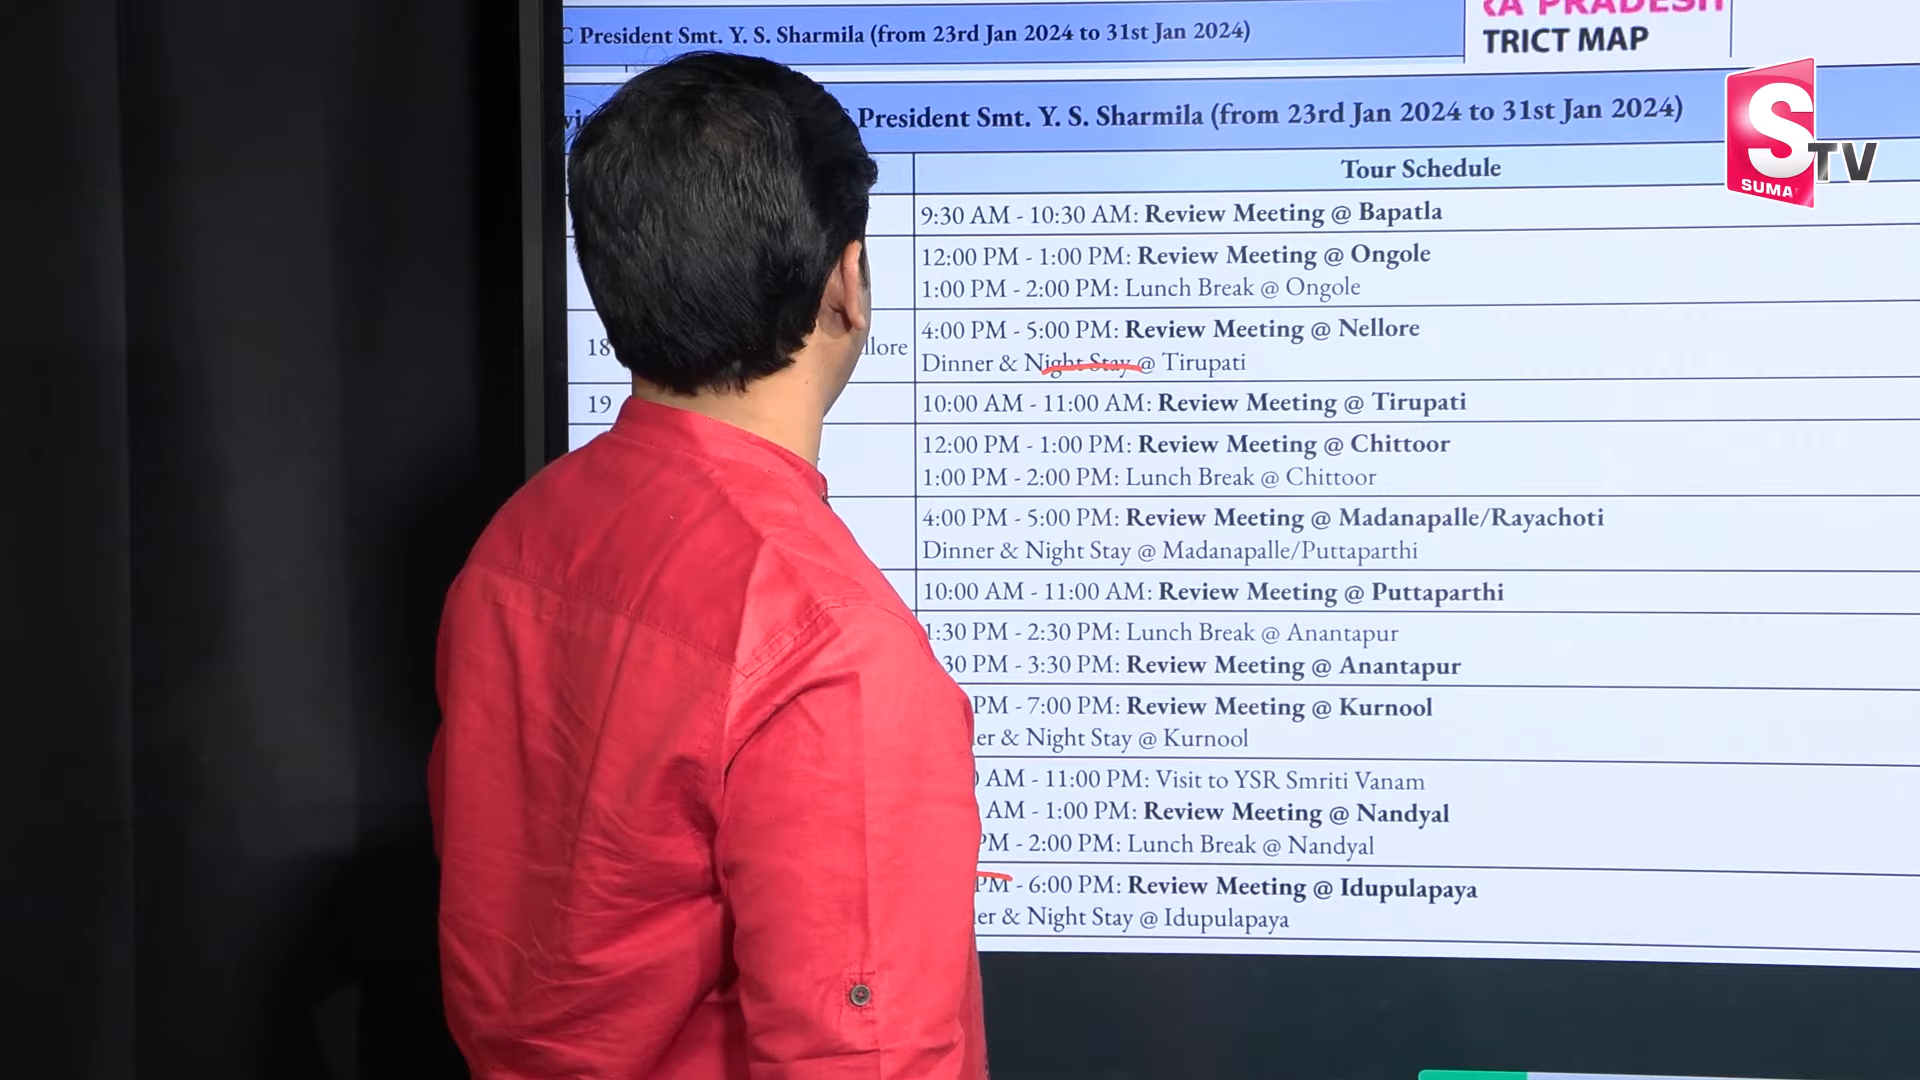 C President Smt. Y. S. Sharmila (from 23rd Jan 2024 to 31st Jan 2024)
TRICT MAP
President Smt. Y. S. Sharmila (from 23rd Jan 2024 to 31st Jan 2024)
S TV
SUMA
Tour Schedule
9:30 AM - 10:30 AM: Review Meeting @ Bapatla
12:00 PM - 1:00 PM: Review Meeting @ Ongole
1:00 PM - 2:00 PM: Lunch Break @ Ongole
18 llore 4:00 PM - 5:00 PM: Review Meeting @ Nellore
Dinner & Night Stay @ Tirupati
19 10:00 AM - 11:00 AM: Review Meeting @ Tirupati
12:00 PM - 1:00 PM: Review Meeting @ Chittoor
1:00 PM - 2:00 PM: Lunch Break @ Chittoor
4:00 PM - 5:00 PM: Review Meeting @ Madanapalle/Rayachoti
Dinner & Night Stay @ Madanapalle/Puttaparthi
10:00 AM - 11:00 AM: Review Meeting @ Puttaparthi
1:30 PM - 2:30 PM: Lunch Break @ Anantapur
30 PM - 3:30 PM: Review Meeting @ Anantapur
PM - 7:00 PM: Review Meeting @ Kurnool
er & Night Stay @ Kurnool
AM - 11:00 PM: Visit to YSR Smriti Vanam
AM - 1:00 PM: Review Meeting @ Nandyal
PM - 2:00 PM: Lunch Break @ Nandyal
PM - 6:00 PM: Review Meeting @ Idupulapaya
er & Night Stay @ Idupulapaya